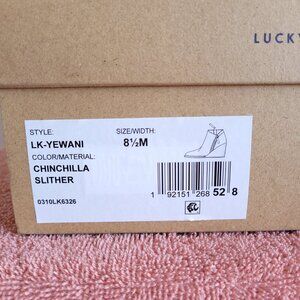 LUCKY
STYLE: SIZE/WIDTH:
LK-YEWANI 8½M
COLOR/MATERIAL:
CHINCHILLA
SLITHER
0310LK6326
1 92151 268 52 8